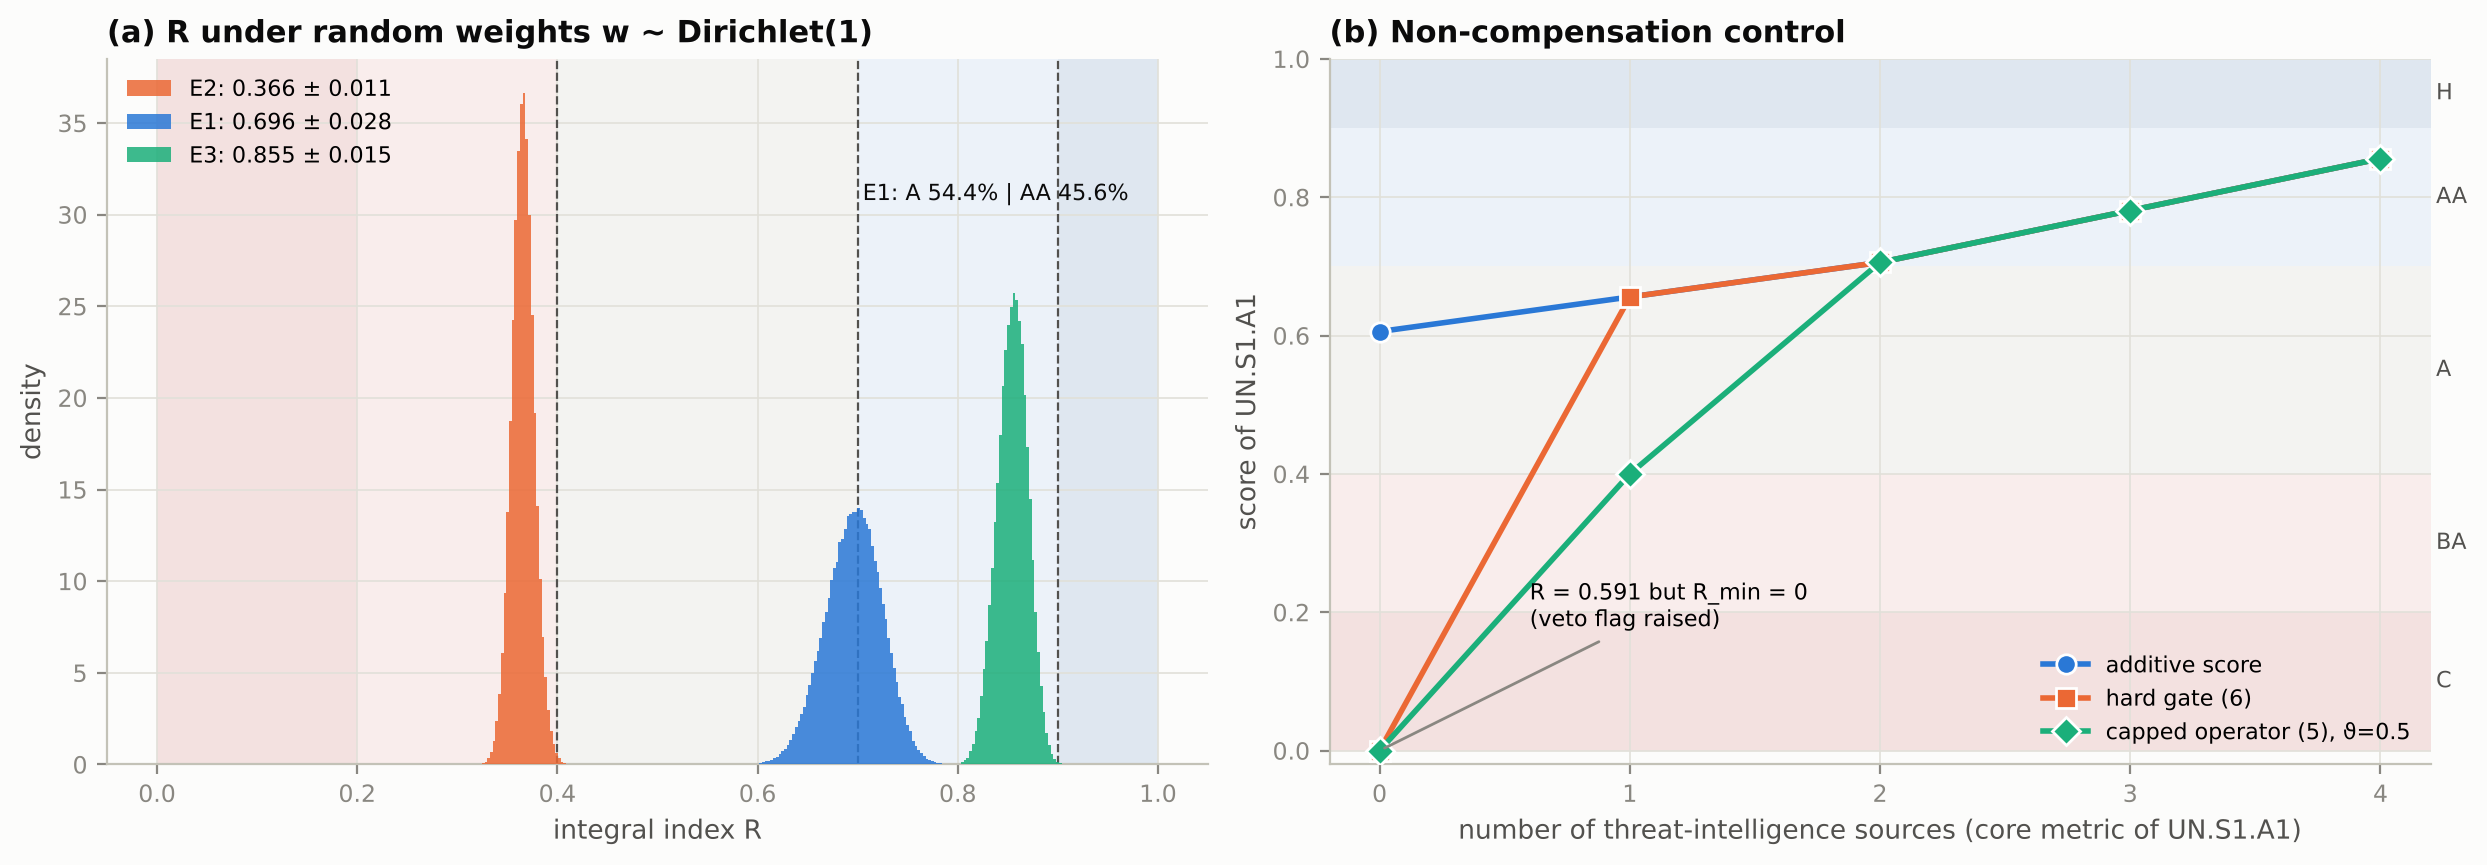 (a) R under random weights w ~ Dirichlet(1)
E2: 0.366 ± 0.011
E1: 0.696 ± 0.028
E3: 0.855 ± 0.015
E1: A 54.4% | AA 45.6%
density
35
30
25
20
15
10
5
0
0.0 0.2 0.4 0.6 0.8 1.0
integral index R
(b) Non-compensation control
score of UN.S1.A1
1.0
0.8
0.6
0.4
0.2
0.0
H
AA
A
BA
C
R = 0.591 but R_min = 0
(veto flag raised)
additive score
hard gate (6)
capped operator (5), ϑ=0.5
0 1 2 3 4
number of threat-intelligence sources (core metric of UN.S1.A1)